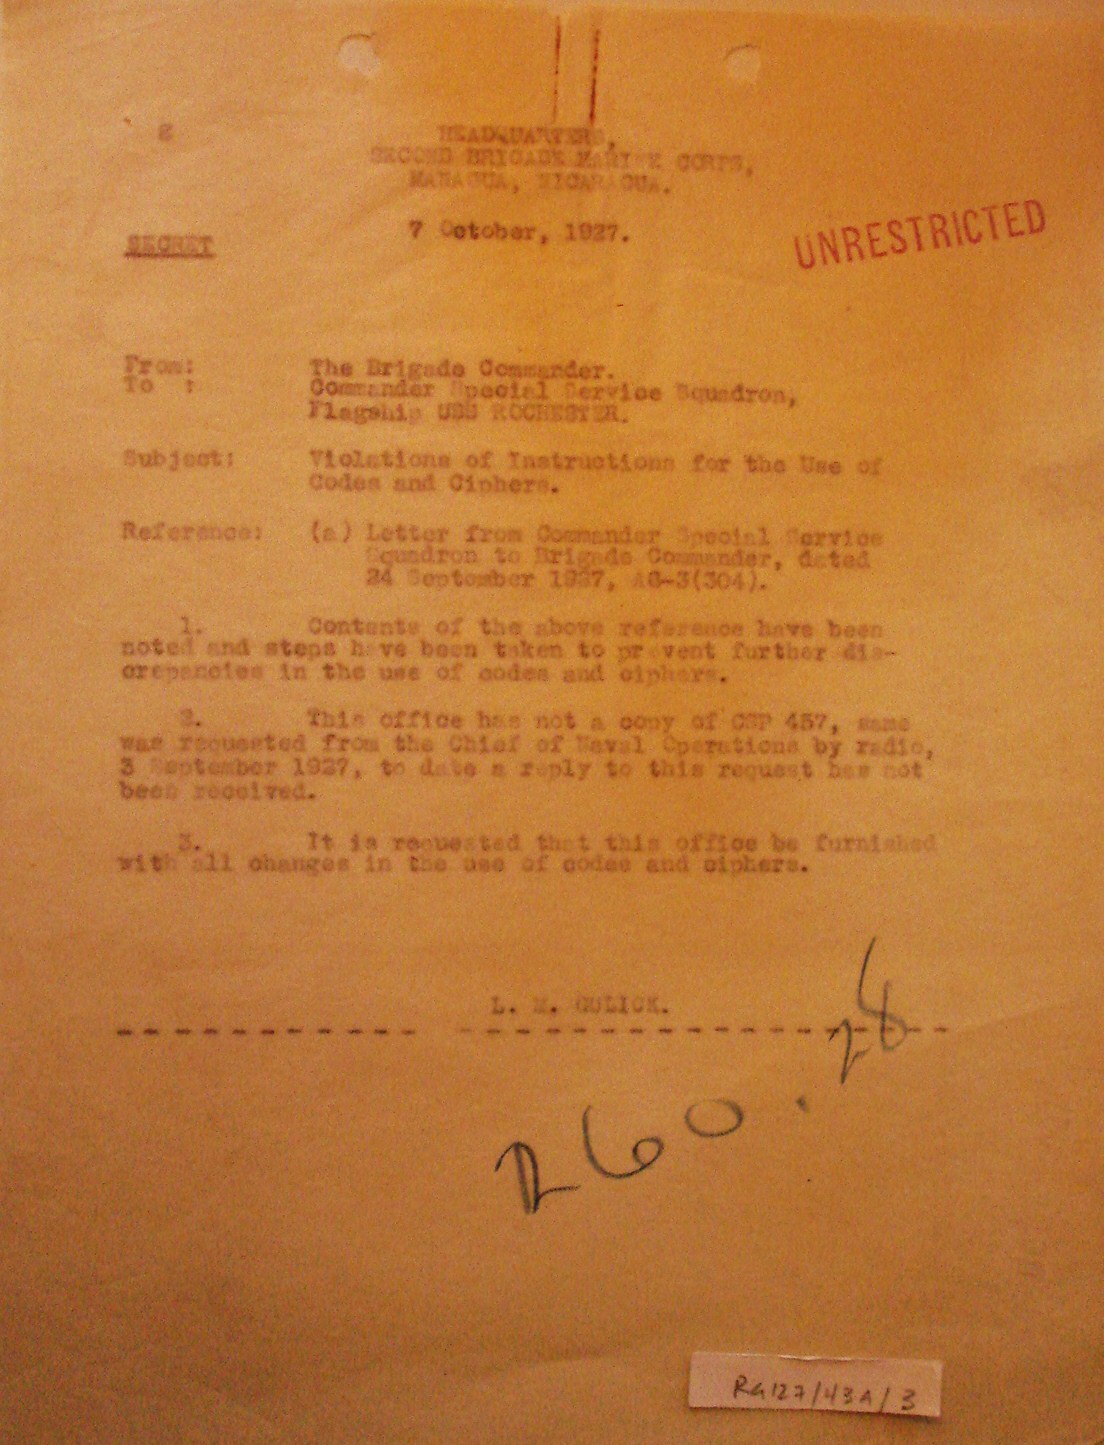 2
HEADQUARTERS,
SECOND BRIGADE MARINE CORPS,
MANAGUA, NICARAGUA.
7 October, 1927.
SECRET
UNRESTRICTED
From: The Brigade Commander.
To : Commander Special Service Squadron,
Flagship USS ROCHESTER.
Subject: Violations of Instructions for the Use of
Codes and Ciphers.
Reference: (a) Letter from Commander Special Service
Squadron to Brigade Commander, dated
24 September 1927, A6-3(304).
1. Contents of the above reference have been
noted and steps have been taken to prevent further dis-
crepancies in the use of codes and ciphers.
2. This office has not a copy of CSP 457, same
was requested from the Chief of Naval Operations by radio,
3 September 1927, to date a reply to this request has not
been received.
3. It is requested that this office be furnished
with all changes in the use of codes and ciphers.
L. M. GULICK.
260.28
RG127/43A/3